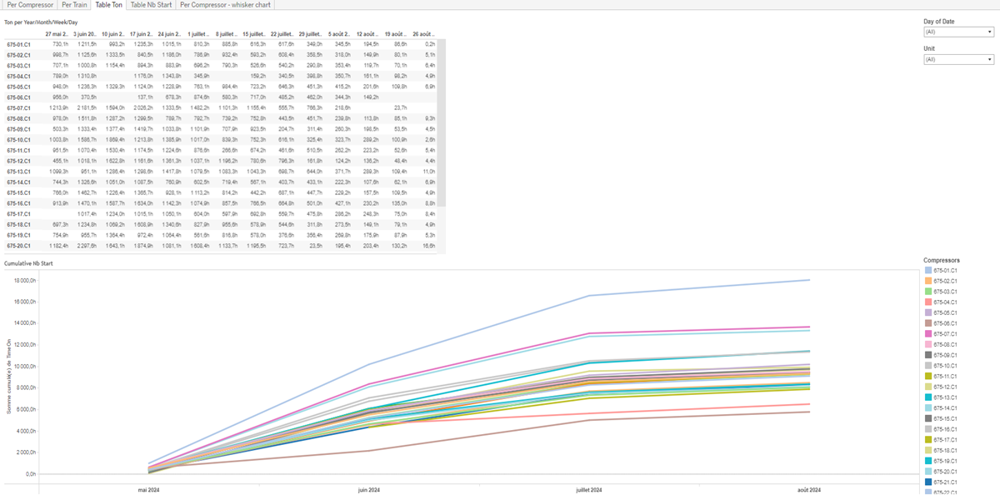 Per Compressor Per Train Table Ton Table Nb Start Per Compressor - whisker chart
Ton per Year/Month/Week/Day
27 mai 2.. 3 juin 20.. 10 juin 2.. 17 juin 2.. 24 juin 2.. 1 juillet .. 8 juillet .. 15 juillet.. 22 juillet.. 29 juillet.. 5 août 2.. 12 août .. 19 août .. 26 août ..
675-01.C1 730,1h 1 211,5h 993,2h 1 235,3h 1 015,1h 810,3h 885,8h 616,3h 617,6h 349,0h 345,5h 194,5h 86,6h 0,2h
675-02.C1 998,7h 1 125,6h 1 333,5h 840,5h 1 186,0h 786,9h 932,4h 593,2h 608,4h 358,5h 318,0h 149,9h 80,1h 5,1h
675-03.C1 707,1h 1 000,8h 1 154,4h 894,3h 883,9h 696,2h 790,3h 526,6h 540,2h 290,8h 353,4h 119,7h 70,1h 6,4h
675-04.C1 789,0h 1 310,8h 1 176,0h 1 343,8h 345,9h 159,2h 340,5h 398,8h 350,7h 161,1h 98,2h 4,9h
675-05.C1 948,0h 1 236,3h 1 329,3h 1 124,0h 1 228,9h 763,1h 984,4h 723,2h 646,3h 451,3h 415,2h 201,6h 109,8h 6,9h
675-06.C1 956,0h 370,5h 137,1h 678,3h 874,6h 580,3h 717,0h 485,2h 462,0h 344,3h 149,2h
675-07.C1 1 213,9h 2 181,5h 1 594,0h 2 026,2h 1 333,5h 1 482,2h 1 101,3h 1 155,4h 555,7h 766,3h 218,6h 23,7h
675-08.C1 978,0h 1 511,8h 1 287,2h 1 299,5h 789,7h 792,7h 739,2h 752,8h 443,5h 451,7h 239,8h 113,8h 85,1h 9,3h
675-09.C1 503,3h 1 333,4h 1 377,4h 1 419,7h 1 033,8h 1 101,9h 707,9h 923,5h 204,7h 311,4h 260,3h 198,5h 53,5h 4,5h
675-10.C1 1 003,8h 1 586,7h 1 869,4h 1 213,8h 1 385,9h 1 017,0h 839,3h 752,3h 616,1h 325,4h 323,7h 289,2h 100,9h 2,6h
675-11.C1 951,5h 1 070,4h 1 530,4h 1 174,5h 1 224,6h 876,6h 266,6h 674,2h 461,6h 510,5h 262,2h 223,2h 52,6h 5,4h
675-12.C1 455,1h 1 018,1h 1 622,8h 1 161,6h 1 361,3h 1 037,1h 1 196,2h 780,6h 796,3h 161,8h 124,2h 136,2h 48,4h 4,4h
675-13.C1 1 099,3h 951,1h 1 286,4h 1 298,6h 1 417,8h 1 079,5h 1 083,3h 1 043,3h 698,7h 644,0h 371,7h 289,3h 109,4h 11,0h
675-14.C1 744,3h 1 326,6h 1 051,0h 1 087,5h 760,9h 602,5h 719,4h 567,1h 403,7h 433,1h 222,3h 107,6h 62,1h 6,9h
675-15.C1 766,0h 1 462,7h 1 226,4h 1 365,7h 928,1h 1 113,2h 814,2h 442,2h 687,1h 447,7h 229,2h 157,5h 109,5h 4,9h
675-16.C1 913,9h 1 470,1h 1 587,7h 1 634,0h 1 142,3h 1 074,9h 857,5h 766,5h 664,8h 501,0h 427,1h 230,2h 135,0h 8,8h
675-17.C1 1 017,4h 1 234,0h 1 015,1h 1 050,1h 604,0h 597,9h 692,8h 559,7h 475,8h 286,2h 248,3h 75,0h 8,4h
675-18.C1 697,3h 1 234,8h 1 069,2h 1 608,9h 1 340,6h 827,9h 955,6h 578,9h 544,6h 311,8h 273,5h 149,1h 79,1h 4,9h
675-19.C1 754,9h 955,7h 1 364,4h 972,4h 1 064,4h 561,6h 816,8h 578,0h 376,6h 356,4h 269,8h 175,9h 87,9h 5,3h
675-20.C1 1 182,4h 2 297,6h 1 643,1h 1 874,9h 1 081,1h 1 608,4h 1 133,7h 1 195,5h 723,7h 23,5h 195,4h 203,4h 130,2h 16,6h
Day of Date
(All)
Unit
(All)
Cumulative Nb Start
Somme cumulé(e) de TimeOn
18 000,0h
16 000,0h
14 000,0h
12 000,0h
10 000,0h
8 000,0h
6 000,0h
4 000,0h
2 000,0h
0,0h
mai 2024 juin 2024 juillet 2024 août 2024
Compressors
675-01.C1
675-02.C1
675-03.C1
675-04.C1
675-05.C1
675-06.C1
675-07.C1
675-08.C1
675-09.C1
675-10.C1
675-11.C1
675-12.C1
675-13.C1
675-14.C1
675-15.C1
675-16.C1
675-17.C1
675-18.C1
675-19.C1
675-20.C1
675-21.C1
675-22.C1